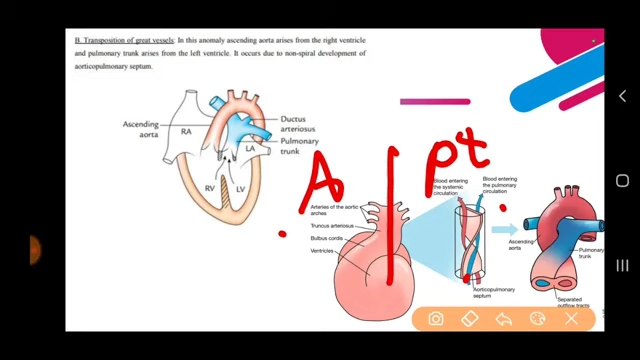 B. Transposition of great vessels: In this anomaly ascending aorta arises from the right ventricle
and pulmonary trunk arises from the left ventricle. It occurs due to non-spiral development of
aorticopulmonary septum.
Ascending
aorta
RA
LA
RV
LV
Ductus
arteriosus
Pulmonary
trunk
A
Pt
Arteries of the aortic
arches
Truncus arteriosus
Bulbus cordis
Ventricles
Blood entering
the systemic
circulation
Blood entering
the pulmonary
circulation
Aorticopulmonary
septum
Ascending
aorta
Pulmonary
trunk
Separated
outflow tracts